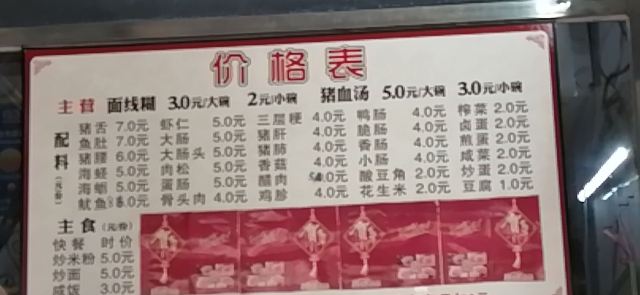 价格表
主营 面线糊 3.0元/大碗 2元/小碗 猪血汤 5.0元/大碗 3.0元/小碗
配料（元/份）
猪舌 7.0元 虾仁 5.0元 三层梗 4.0元 鸭肠 4.0元 榨菜 2.0元
鱼肚 7.0元 大肠 5.0元 猪肝 4.0元 脆肠 4.0元 卤蛋 2.0元
猪腰 6.0元 大肠头 5.0元 猪肺 4.0元 香肠 4.0元 煎蛋 2.0元
海蛏 5.0元 肉松 5.0元 香菇 4.0元 小肠 4.0元 咸菜 2.0元
海蛎 5.0元 蛋肠 5.0元 醋肉 4.0元 酸豆角 2.0元 炒蛋 2.0元
鱿鱼 骨头肉 4.0元 鸡胗 4.0元 花生米 2.0元 豆腐 1.0元
主食（元/份）
快餐 时价
炒米粉 5.0元
炒面 5.0元
咸饭 3.0元